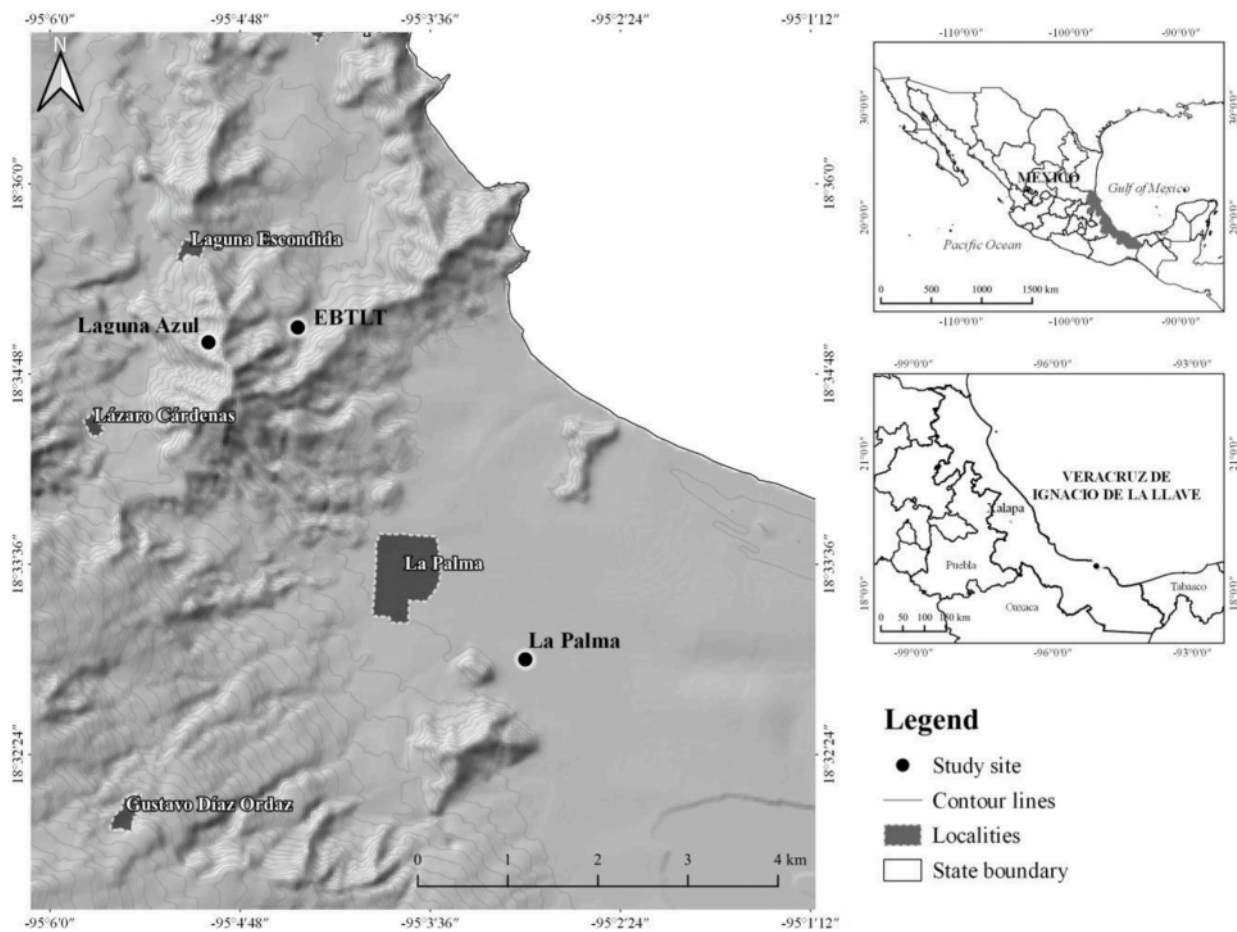 -95°6'0" -95°4'48" -95°3'36" -95°2'24" -95°1'12"
N
18°36'0" 18°36'0"
Laguna Escondida
EBTLT
Laguna Azul
18°34'48" 18°34'48"
Lázaro Cárdenas
18°33'36" 18°33'36"
La Palma
La Palma
18°32'24" 18°32'24"
Gustavo Díaz Ordaz
0 1 2 3 4 km
-95°6'0" -95°4'48" -95°3'36" -95°2'24" -95°1'12"
-110°0'0" -100°0'0" -90°0'0"
30°0'0" 30°0'0"
MÉXICO
Gulf of Mexico
20°0'0" 20°0'0"
Pacific Ocean
0 500 1000 1500 km
-110°0'0" -100°0'0" -90°0'0"
-99°0'0" -96°0'0" -93°0'0"
21°0'0" 21°0'0"
VERACRUZ DE
IGNACIO DE LA LLAVE
Xalapa
Puebla
Tabasco
18°0'0" 18°0'0"
Oaxaca
0 50 100 150 km
-99°0'0" -96°0'0" -93°0'0"
Legend
Study site
Contour lines
Localities
State boundary